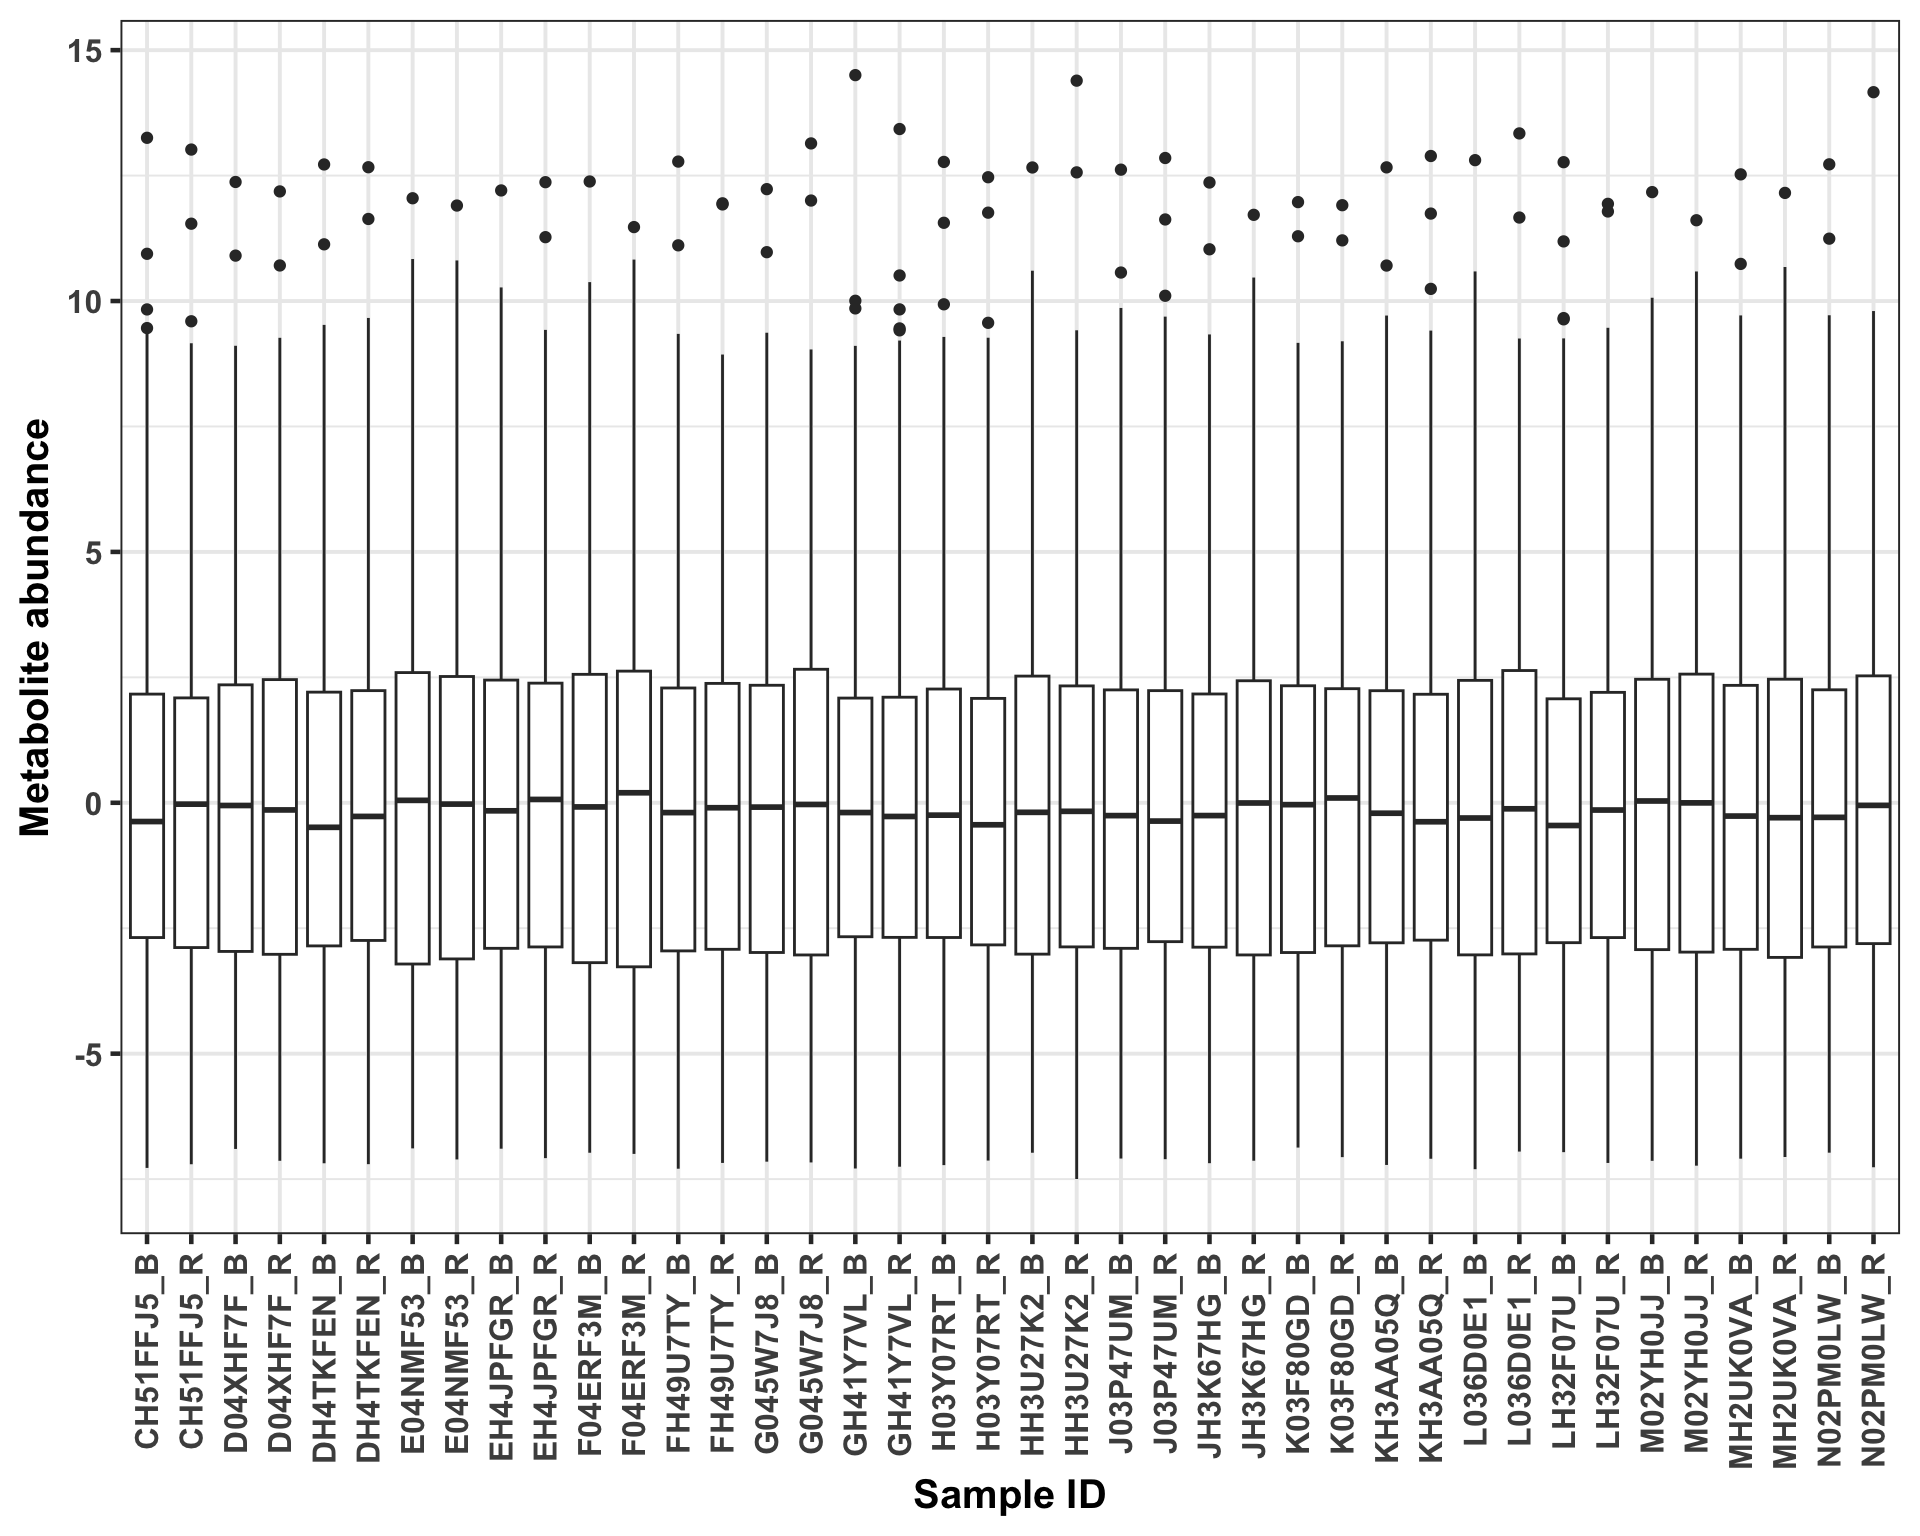 15
10
5
0
-5
Metabolite abundance
CH51FFJ5_B
CH51FFJ5_R
D04XHF7F_B
D04XHF7F_R
DH4TKFEN_B
DH4TKFEN_R
E04NMF53_B
E04NMF53_R
EH4JPFGR_B
EH4JPFGR_R
F04ERF3M_B
F04ERF3M_R
FH49U7TY_B
FH49U7TY_R
G045W7J8_B
G045W7J8_R
GH41Y7VL_B
GH41Y7VL_R
H03Y07RT_B
H03Y07RT_R
HH3U27K2_B
HH3U27K2_R
J03P47UM_B
J03P47UM_R
JH3K67HG_B
JH3K67HG_R
K03F80GD_B
K03F80GD_R
KH3AA05Q_B
KH3AA05Q_R
L036D0E1_B
L036D0E1_R
LH32F07U_B
LH32F07U_R
M02YH0JJ_B
M02YH0JJ_R
MH2UK0VA_B
MH2UK0VA_R
N02PM0LW_B
N02PM0LW_R
Sample ID